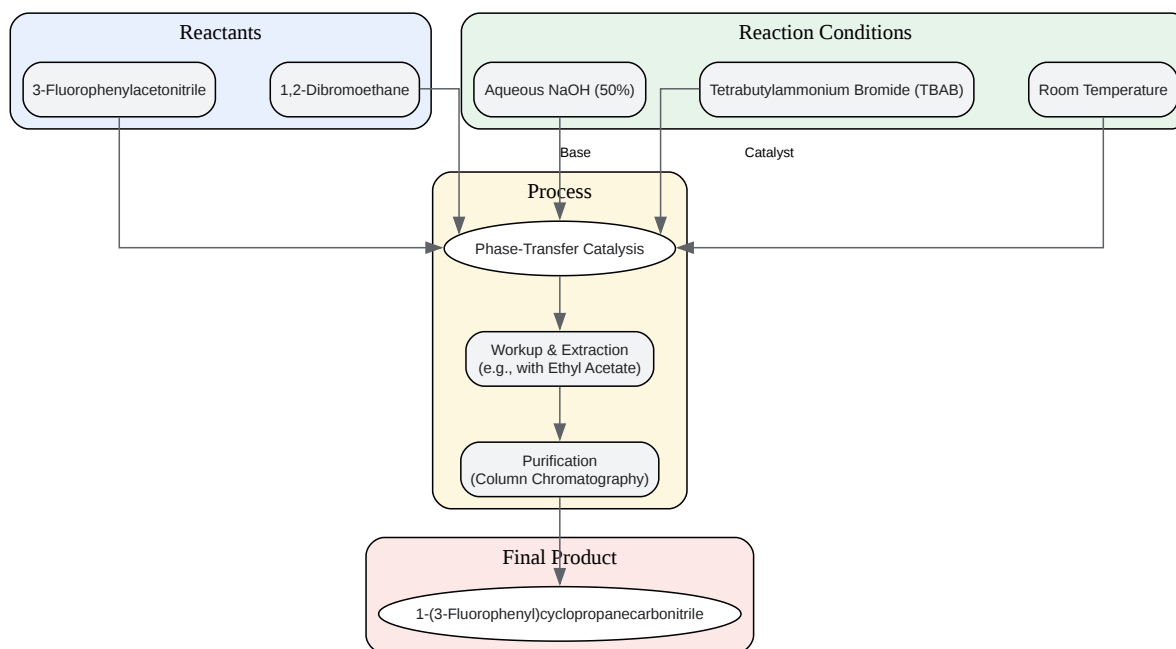 Reactants
Reaction Conditions
3-Fluorophenylacetonitrile
1,2-Dibromoethane
Aqueous NaOH (50%)
Tetrabutylammonium Bromide (TBAB)
Room Temperature
Base
Catalyst
Process
Phase-Transfer Catalysis
Workup & Extraction
(e.g., with Ethyl Acetate)
Purification
(Column Chromatography)
Final Product
1-(3-Fluorophenyl)cyclopropanecarbonitrile